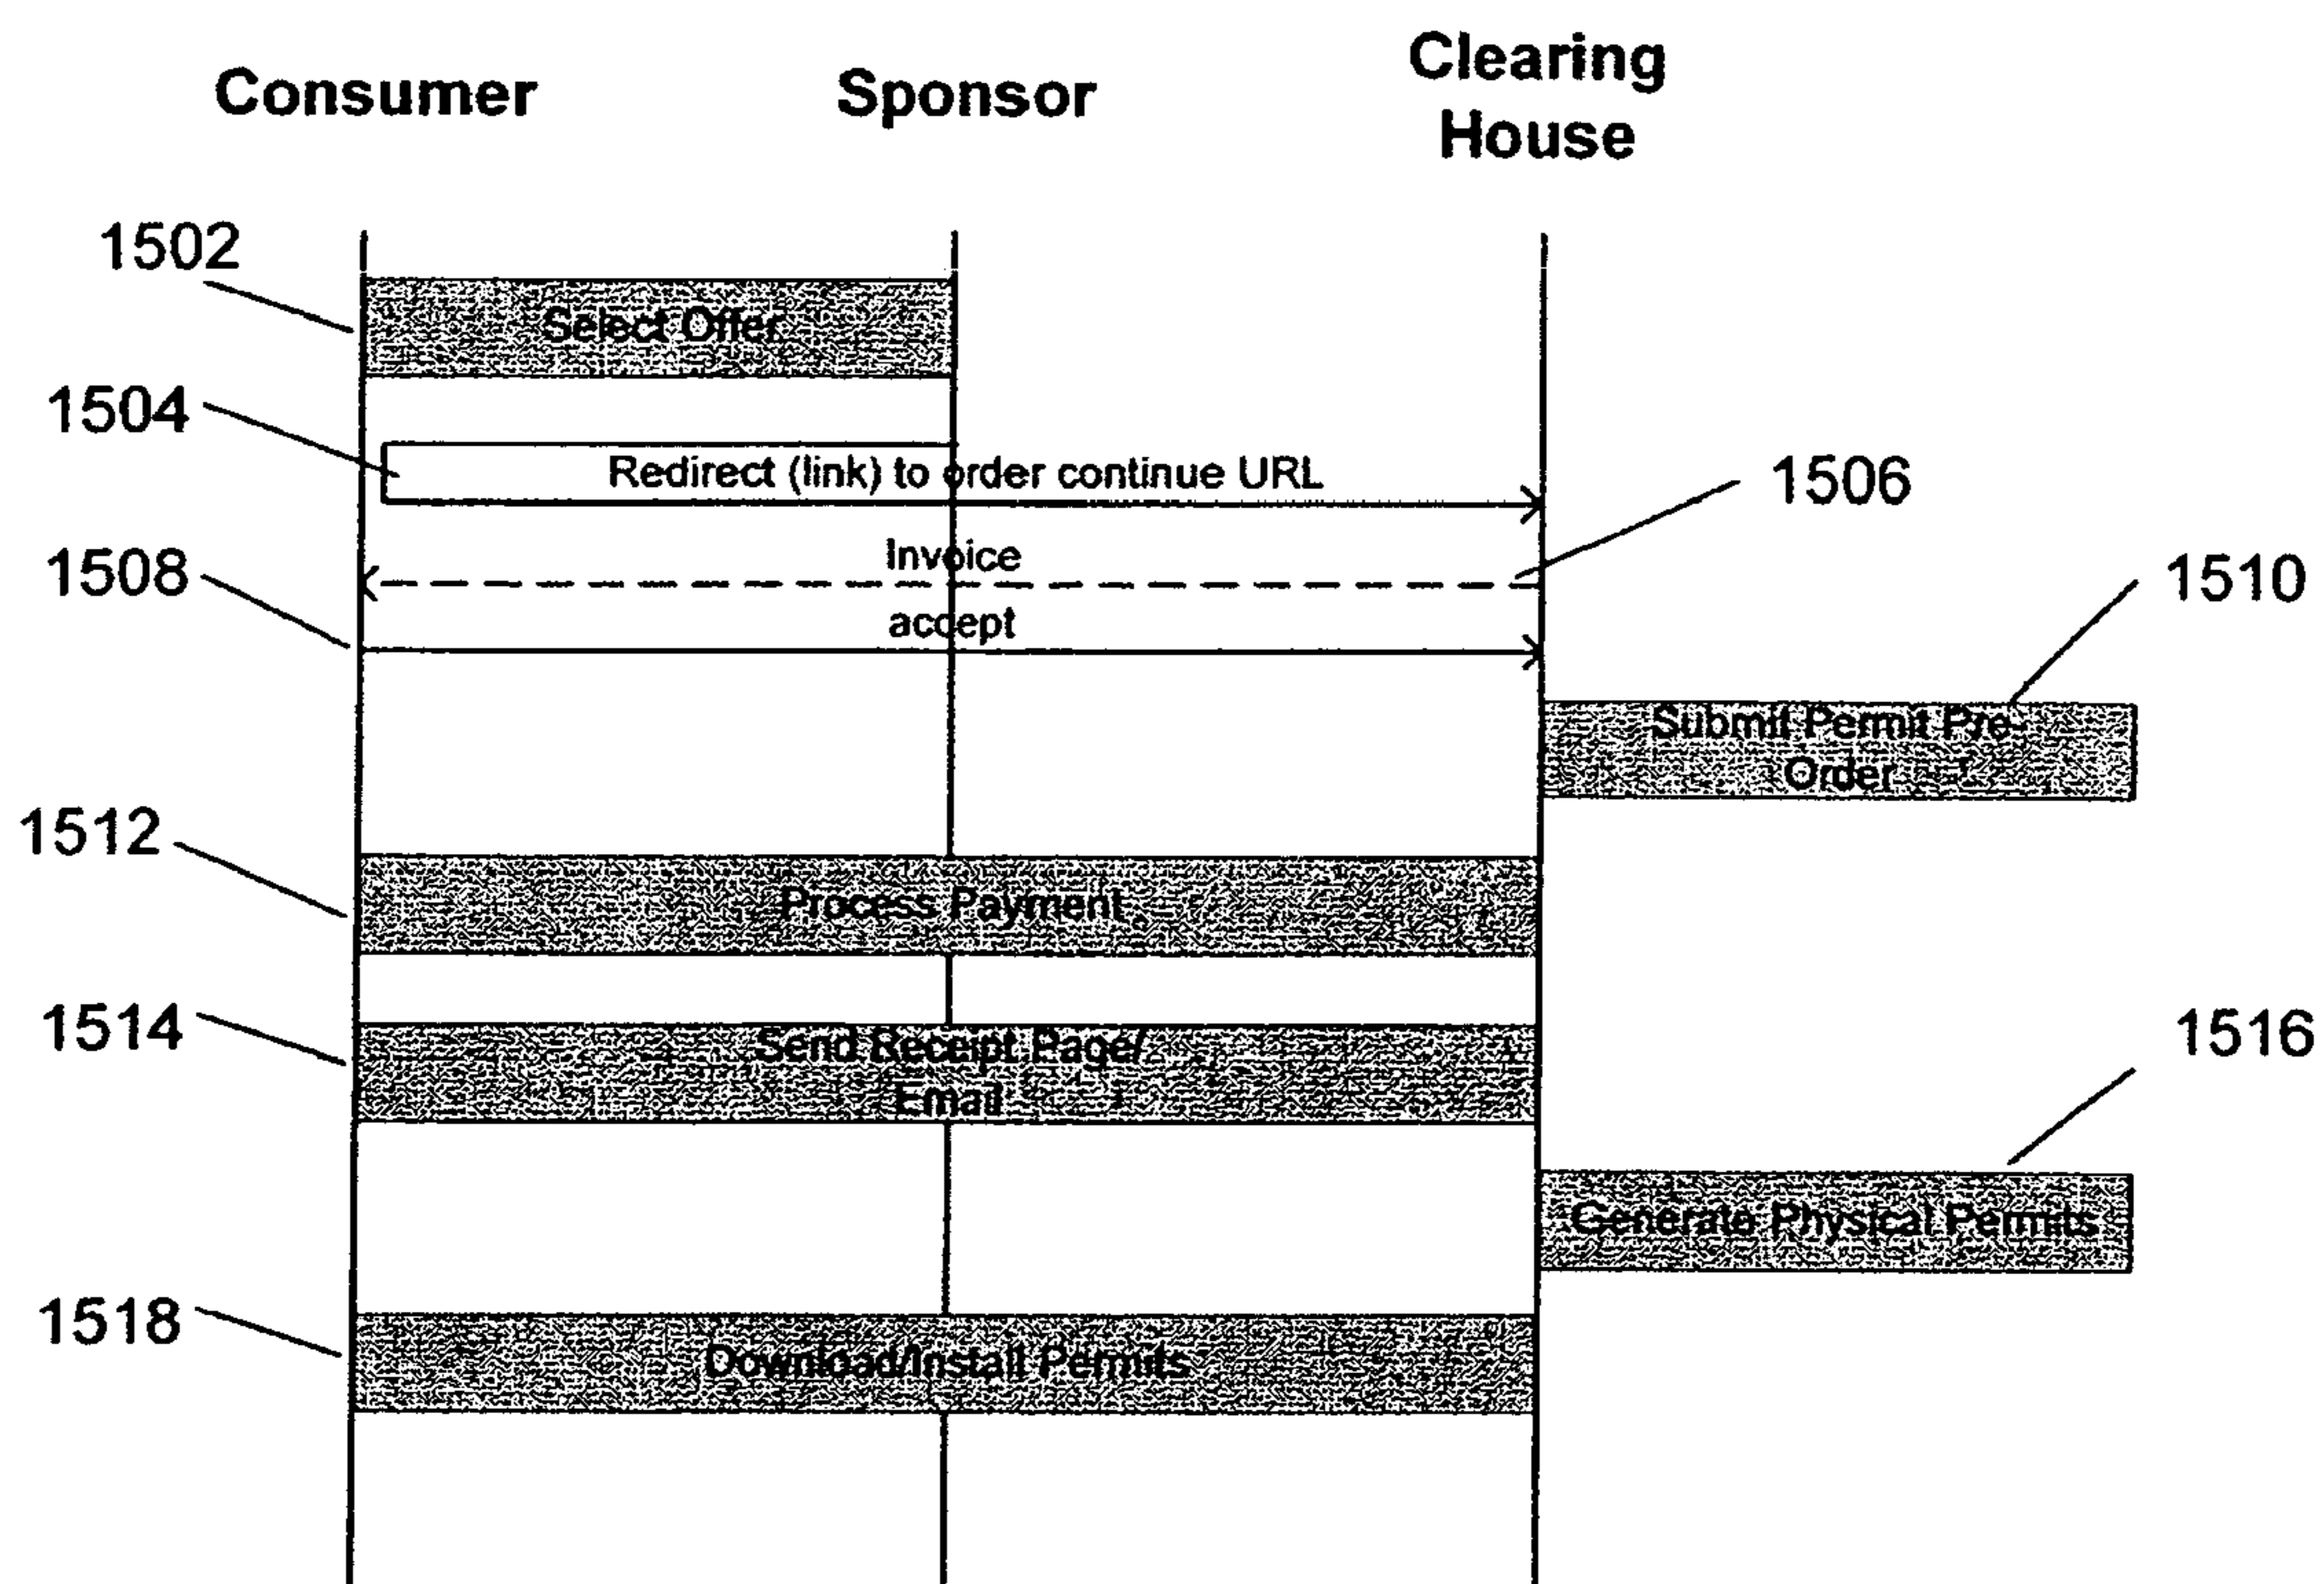 Consumer
Sponsor
Clearing
House
1502
Select Offer
1504
Redirect (link) to order continue URL
1506
Invoice
1508
accept
1510
Submit Permit Pre-
Order
1512
Process Payment
1514
Send Receipt Page/
Email
1516
Generate Physical Permits
1518
Download/Install Permits